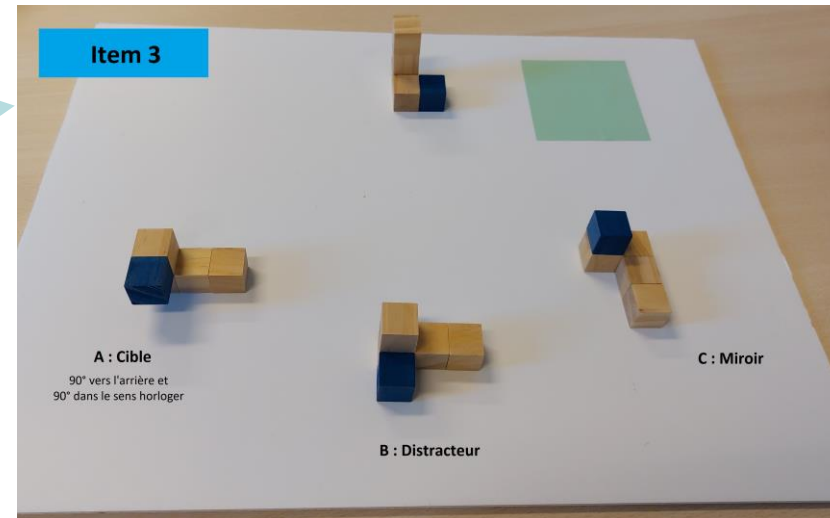 Item 3
A : Cible
90° vers l'arrière et
90° dans le sens horloger
C : Miroir
B : Distracteur